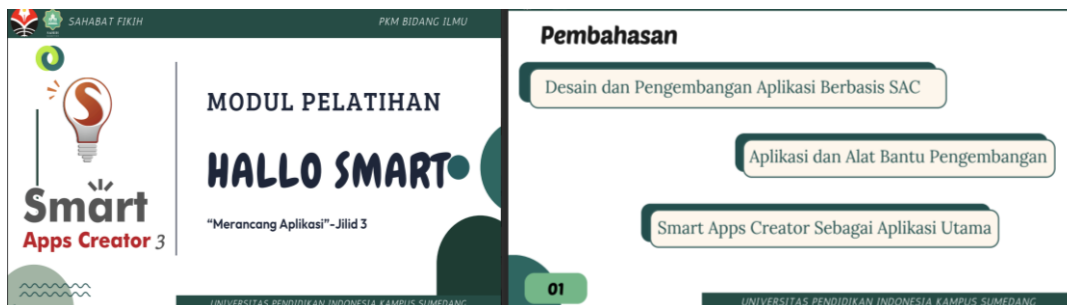 SAHABAT FIKIH
PKM BIDANG ILMU
MODUL PELATIHAN
HALLO SMART
"Merancang Aplikasi"-Jilid 3
Smart
Apps Creator 3
UNIVERSITAS PENDIDIKAN INDONESIA KAMPUS SUMEDANG
Pembahasan
Desain dan Pengembangan Aplikasi Berbasis SAC
Aplikasi dan Alat Bantu Pengembangan
Smart Apps Creator Sebagai Aplikasi Utama
01
UNIVERSITAS PENDIDIKAN INDONESIA KAMPUS SUMEDANG